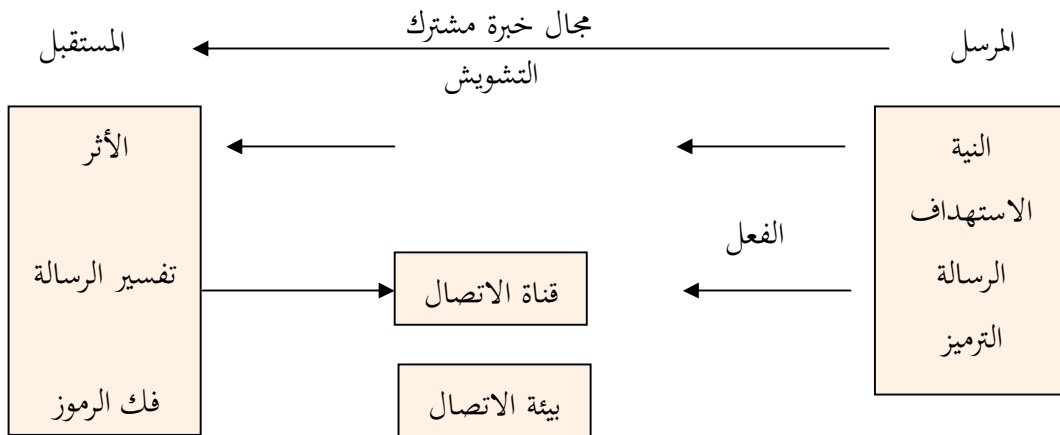 المرسل
مجال خبرة مشترك
المستقبل
التشويش
النية
الاستهداف
الرسالة
الترميز
الفعل
قناة الاتصال
بيئة الاتصال
الأثر
تفسير الرسالة
فك الرموز